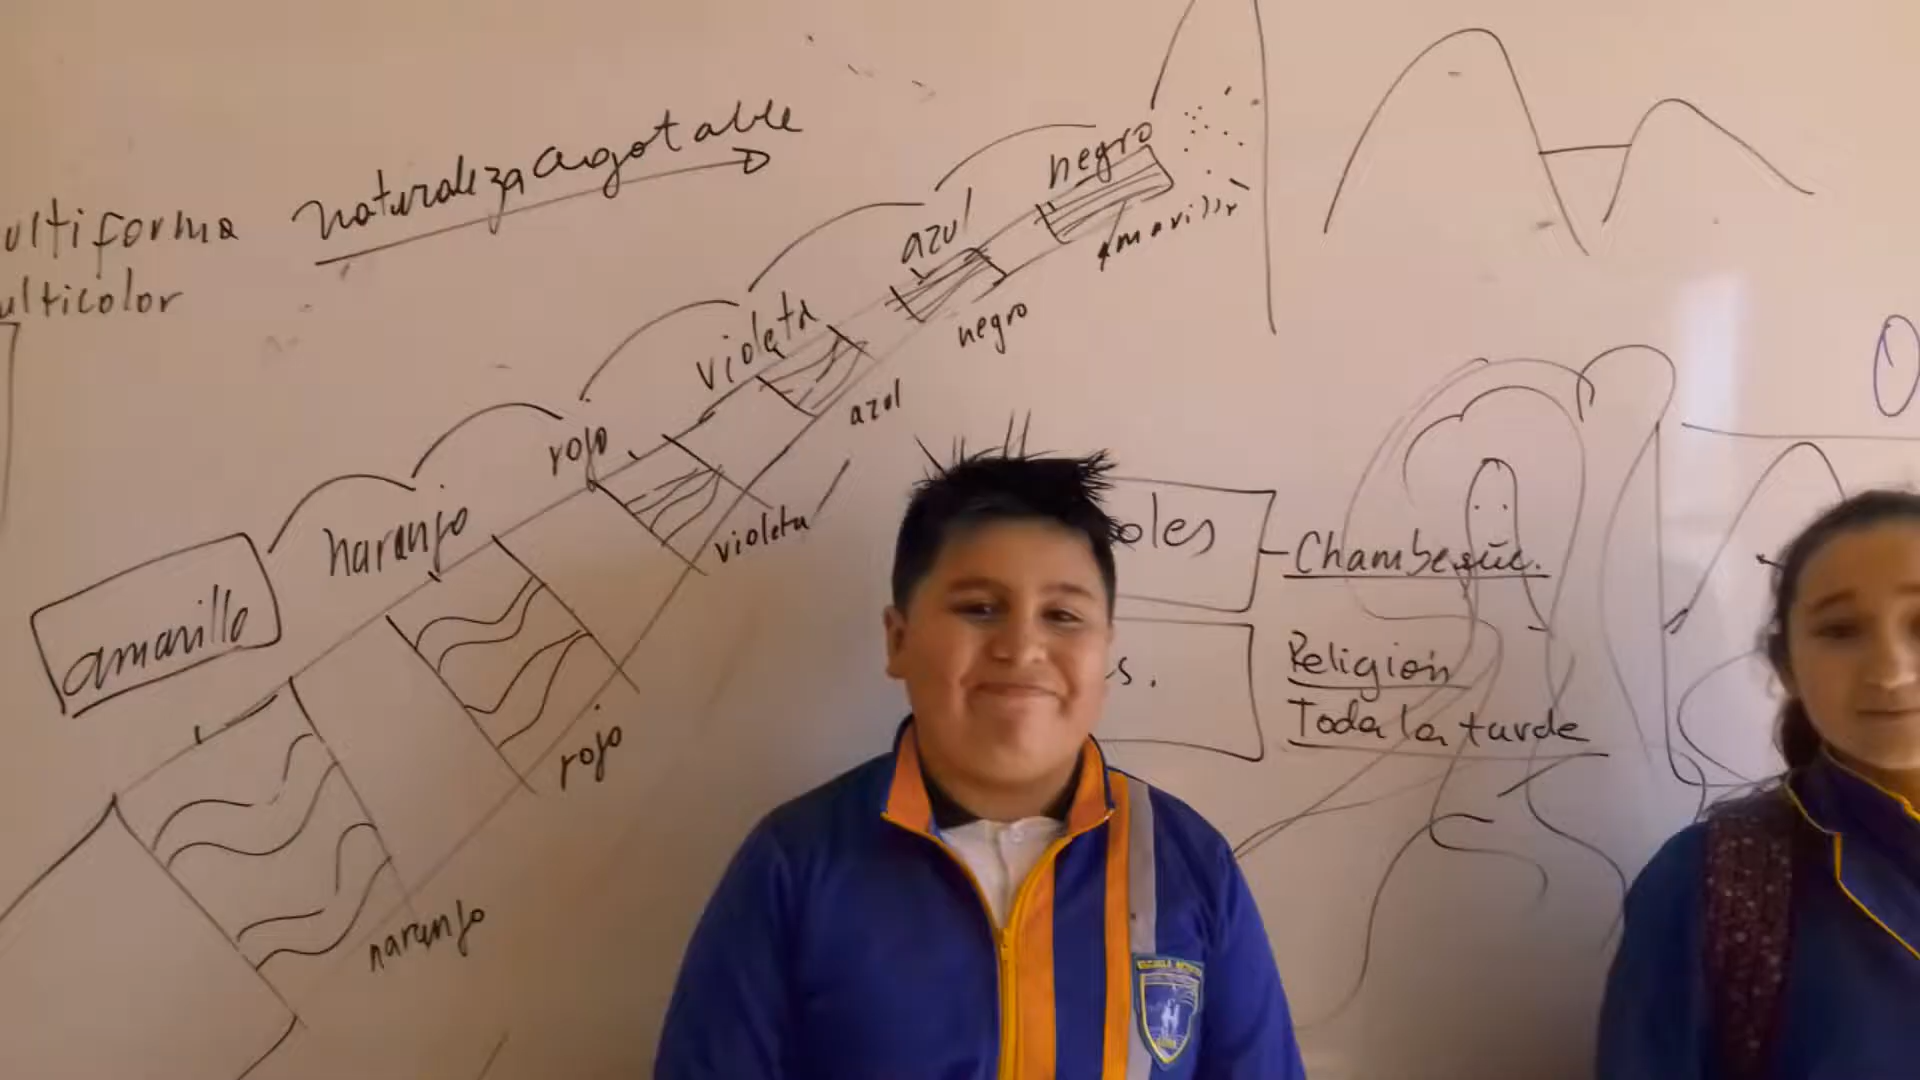 naturaleza agotable
ultiforma
ulticolor
negro
amarillo
azul
negro
violeta
azul
rojo
violeta
naranjo
rojo
amarillo
naranjo
oles
Chambeque.
s.
Religión
Toda la tarde
O